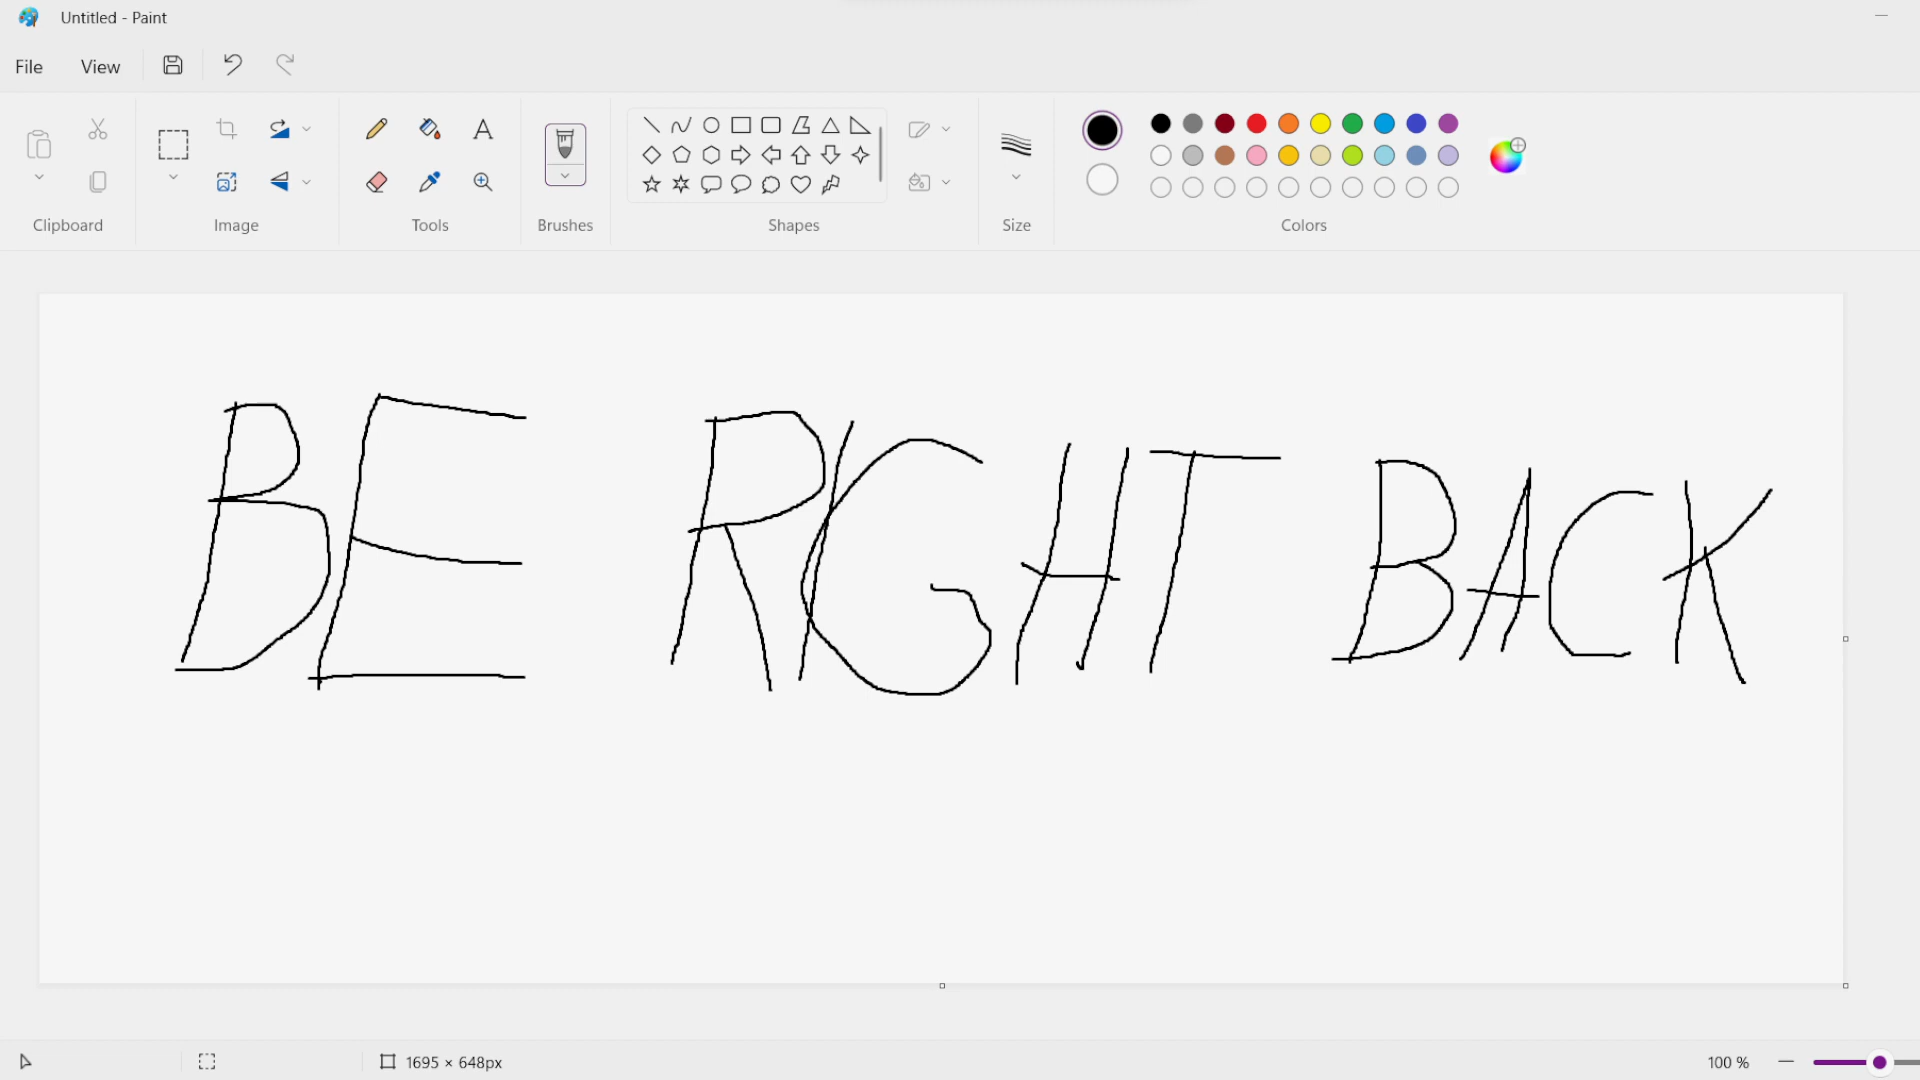 Untitled - Paint
File View
Clipboard Image Tools Brushes Shapes Size Colors
BE RIGHT BACK
1695 × 648px 100 %